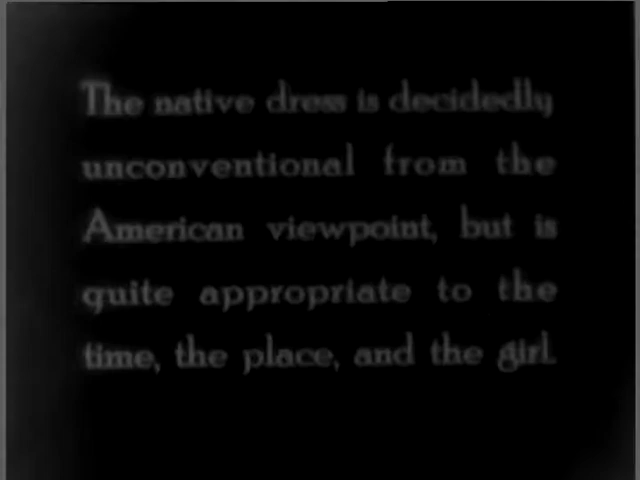 The native dress is decidedly
unconventional from the
American viewpoint, but is
quite appropriate to the
time, the place, and the girl.